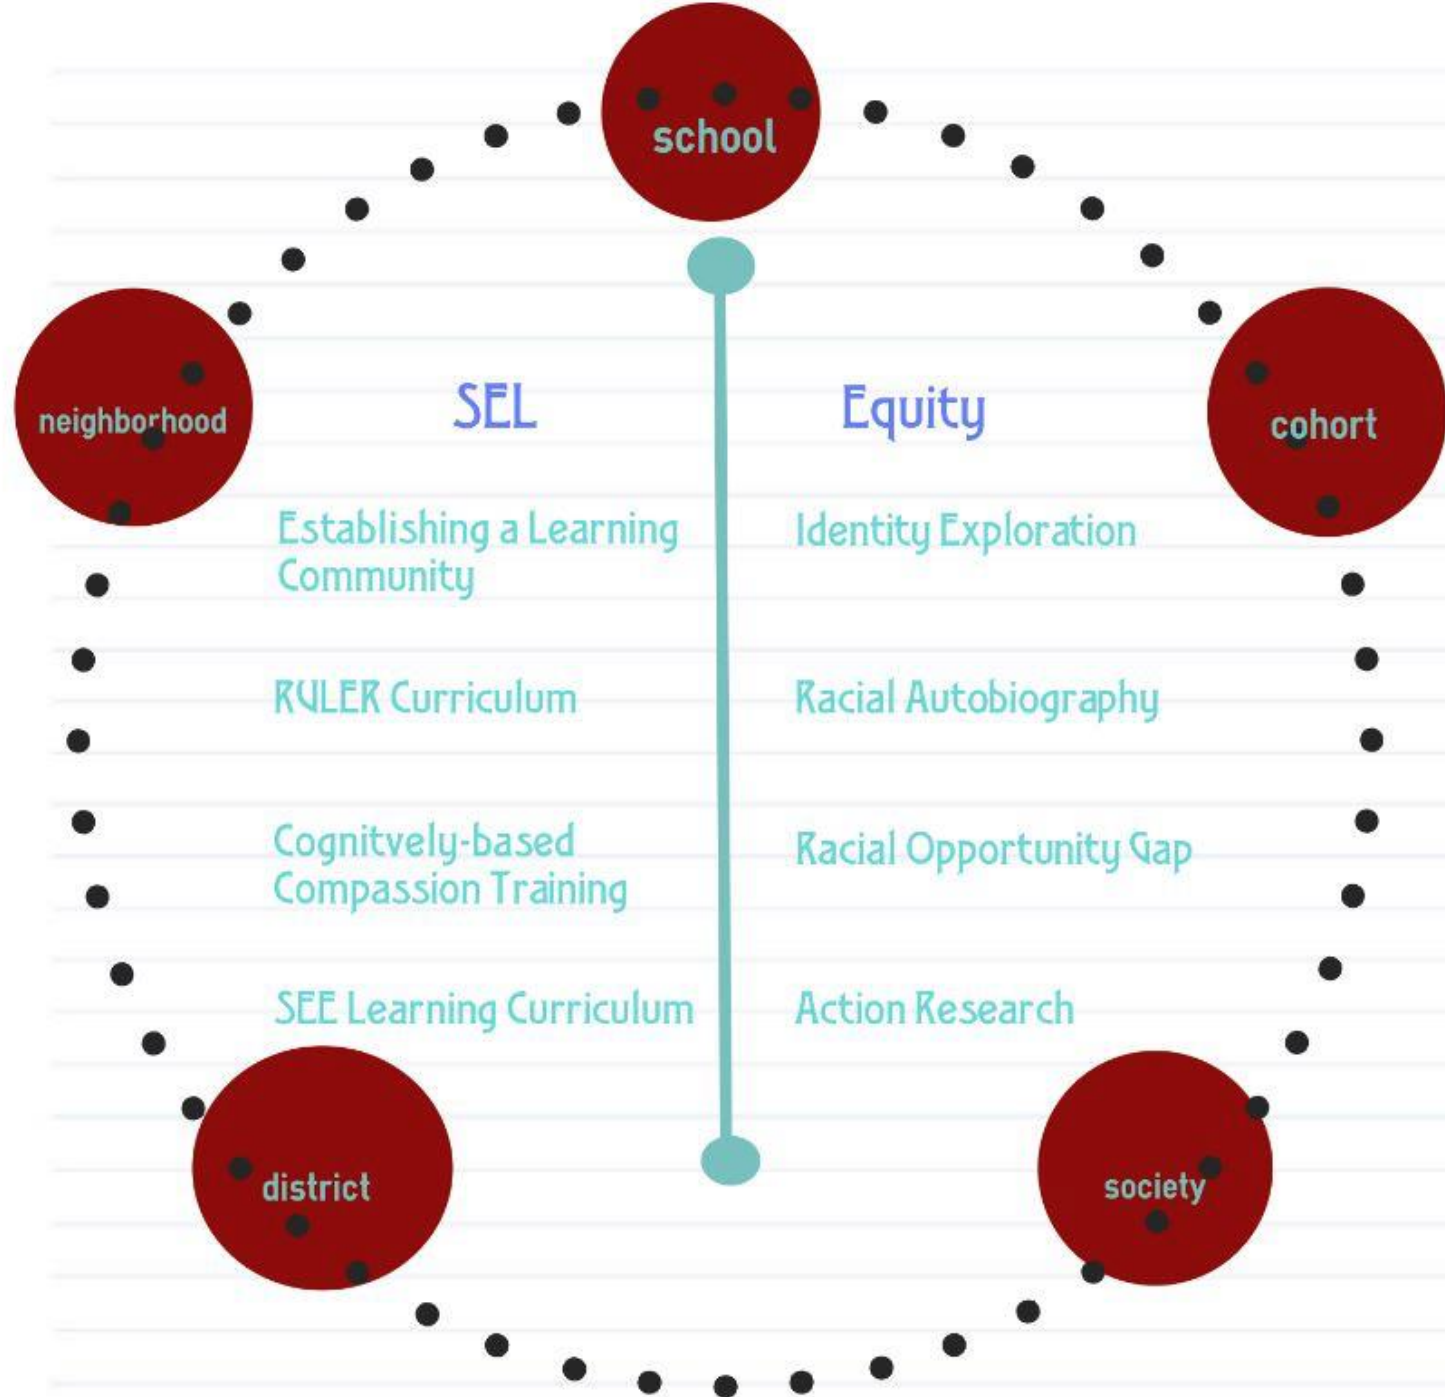 school
neighborhood
cohort
SEL
Equity
Establishing a Learning
Community
Identity Exploration
RULER Curriculum
Racial Autobiography
Cognitvely-based
Compassion Training
Racial Opportunity Gap
SEE Learning Curriculum
Action Research
district
society